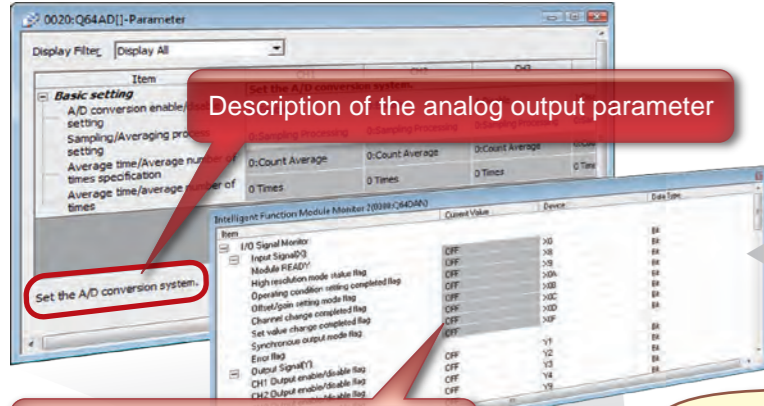 0020:Q64AD[]-Parameter
Display Filter Display All
Item
CH1
CH2
CH3
Basic setting
Set the A/D conversion system.
A/D conversion enable/disable setting
Sampling/Averaging process setting
0:Sampling Processing 0:Sampling Processing 0:Sampling Processing
Average time/Average number of times specification
0:Count Average 0:Count Average 0:Count Average
Average time/average number of times
0 Times 0 Times 0 Times 0 Times
Description of the analog output parameter
Set the A/D conversion system.
Intelligent Function Module Monitor
Item Current Value Device Data Type
I/O Signal Monitor
Input Signal(X)
Module READY OFF X0 Bit
High resolution mode status flag OFF X8 Bit
Operating condition setting completed flag OFF X9 Bit
Offset/gain setting mode flag OFF X0A Bit
Channel change completed flag OFF X0B Bit
Set value change completed flag OFF X0C Bit
Synchronous output mode flag OFF X0D Bit
Error flag OFF X0F Bit
Output Signal(Y)
CH1 Output enable/disable flag OFF Y1 Bit
CH2 Output enable/disable flag OFF Y2 Bit
Y3 Bit
Y4 Bit
Y9